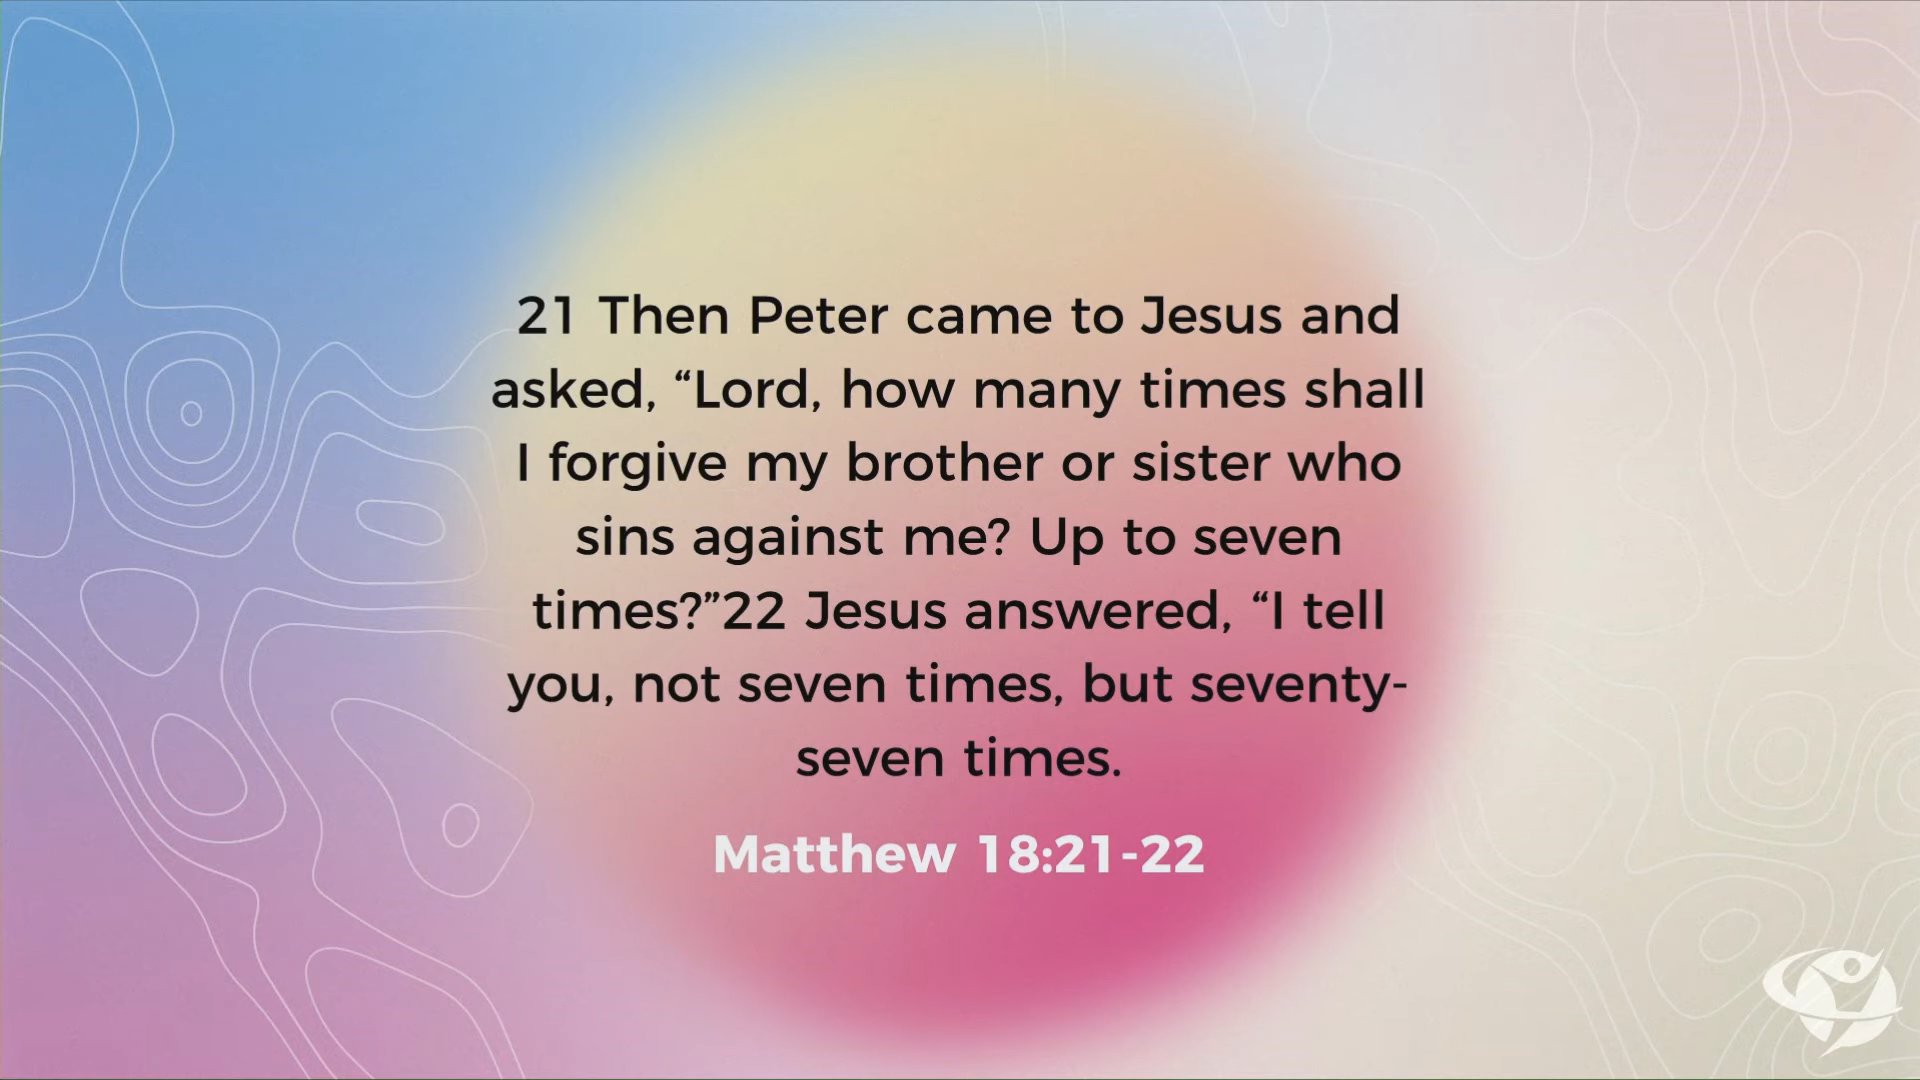 21 Then Peter came to Jesus and
asked, “Lord, how many times shall
I forgive my brother or sister who
sins against me? Up to seven
times?”22 Jesus answered, “I tell
you, not seven times, but seventy-
seven times.
Matthew 18:21-22